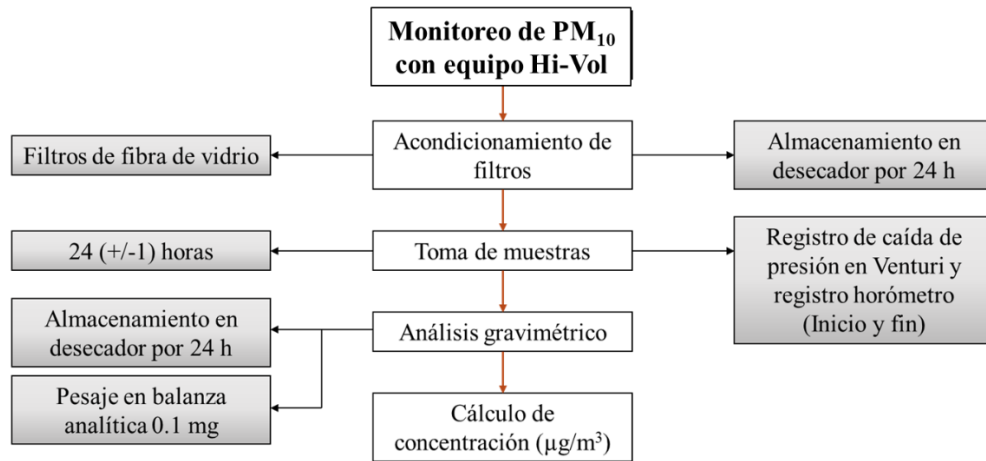 Monitoreo de PM₁₀
con equipo Hi-Vol
Filtros de fibra de vidrio
Acondicionamiento de
filtros
Almacenamiento en
desecador por 24 h
24 (+/-1) horas
Toma de muestras
Registro de caída de
presión en Venturi y
registro horómetro
(Inicio y fin)
Almacenamiento en
desecador por 24 h
Análisis gravimétrico
Pesaje en balanza
analítica 0.1 mg
Cálculo de
concentración (µg/m³)